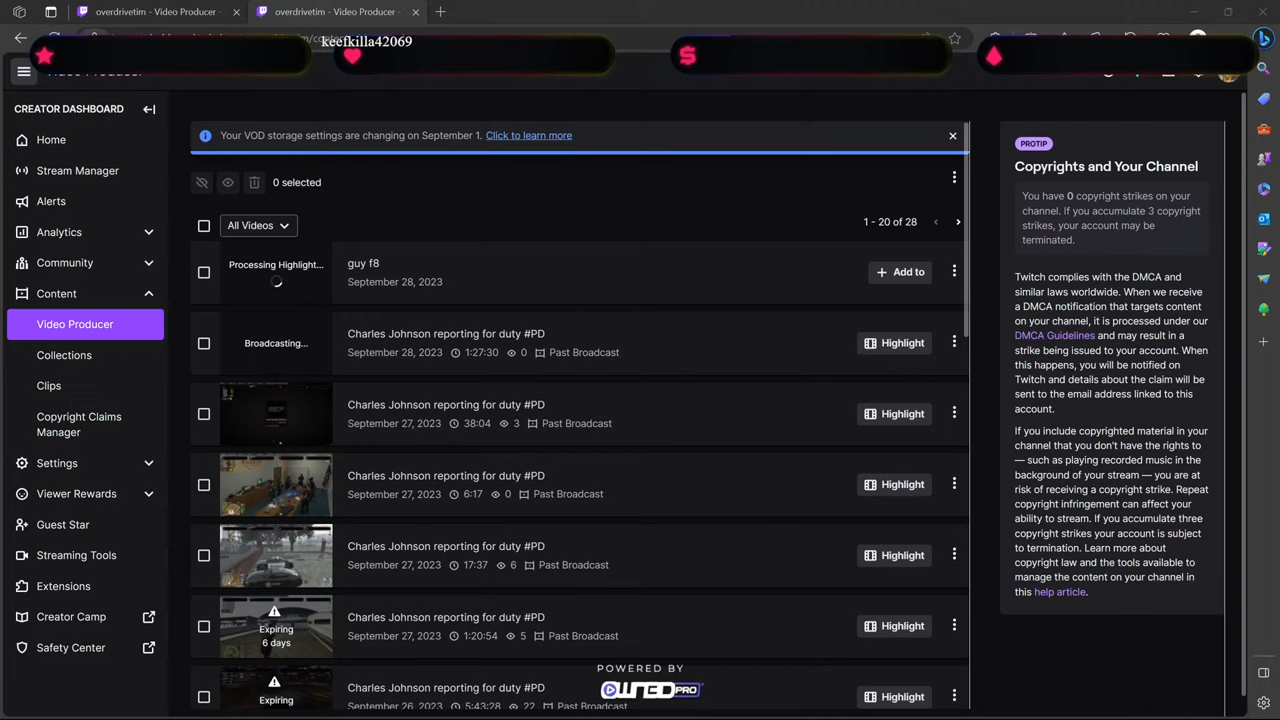 overdrivetim - Video Producer -
overdrivetim - Video Producer -
keefkilla42069
CREATOR DASHBOARD
Home
Stream Manager
Alerts
Analytics
Community
Content
Video Producer
Collections
Clips
Copyright Claims
Manager
Settings
Viewer Rewards
Guest Star
Streaming Tools
Extensions
Creator Camp
Safety Center
Your VOD storage settings are changing on September 1. Click to learn more
0 selected
All Videos
1 - 20 of 28
Processing Highlight...
guy f8
September 28, 2023
Add to
Broadcasting...
Charles Johnson reporting for duty #PD
September 28, 2023 1:27:30 0 Past Broadcast
Highlight
Charles Johnson reporting for duty #PD
September 27, 2023 38:04 3 Past Broadcast
Highlight
Charles Johnson reporting for duty #PD
September 27, 2023 6:17 0 Past Broadcast
Highlight
Charles Johnson reporting for duty #PD
September 27, 2023 17:37 6 Past Broadcast
Highlight
Expiring
6 days
Charles Johnson reporting for duty #PD
September 27, 2023 1:20:54 5 Past Broadcast
Highlight
Expiring
Charles Johnson reporting for duty #PD
September 26, 2023 5:43:28 22 Past Broadcast
Highlight
POWERED BY
OWN3D PRO
PROTIP
Copyrights and Your Channel
You have 0 copyright strikes on your
channel. If you accumulate 3 copyright
strikes, your account may be
terminated.
Twitch complies with the DMCA and
similar laws worldwide. When we receive
a DMCA notification that targets content
on your channel, it is processed under our
DMCA Guidelines and may result in a
strike being issued to your account. When
this happens, you will be notified on
Twitch and details about the claim will be
sent to the email address linked to this
account.
If you include copyrighted material in your
channel that you don't have the rights to
— such as playing recorded music in the
background of your stream — you are at
risk of receiving a copyright strike. Repeat
copyright infringement can affect your
ability to stream. If you accumulate three
copyright strikes your account is subject
to termination. Learn more about
copyright law and the tools available to
manage the content on your channel in
this help article.